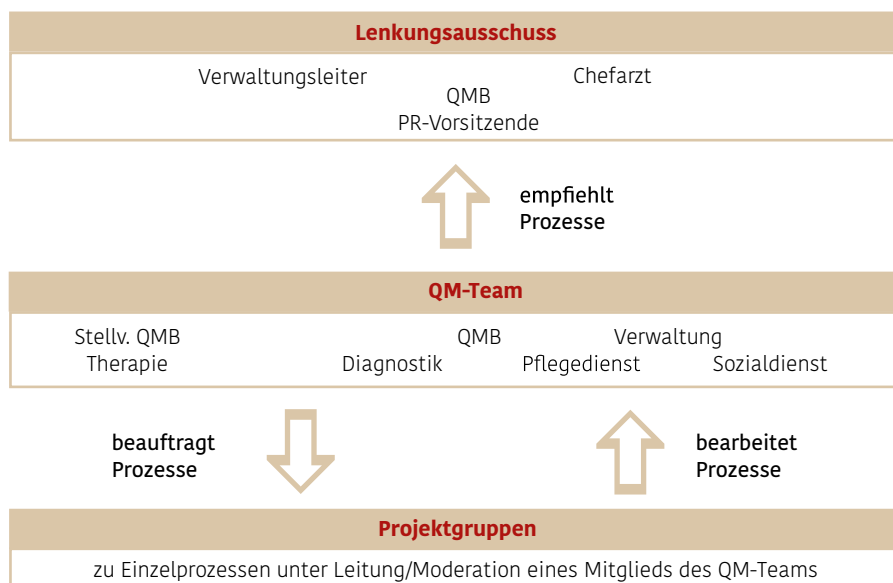 Lenkungsausschuss
Verwaltungsleiter Chefarzt
QMB
PR-Vorsitzende
empfiehlt
Prozesse
QM-Team
Stellv. QMB QMB Verwaltung
Therapie Diagnostik Pflegedienst Sozialdienst
beauftragt
Prozesse
bearbeitet
Prozesse
Projektgruppen
zu Einzelprozessen unter Leitung/Moderation eines Mitglieds des QM-Teams